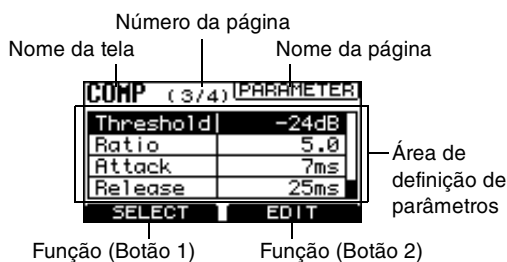 Número da página
Nome da tela
Nome da página
COMP (3/4) PARAMETER
Threshold -24dB
Ratio 5.0
Attack 7ms
Release 25ms
SELECT EDIT
Área de
definição de
parâmetros
Função (Botão 1) Função (Botão 2)